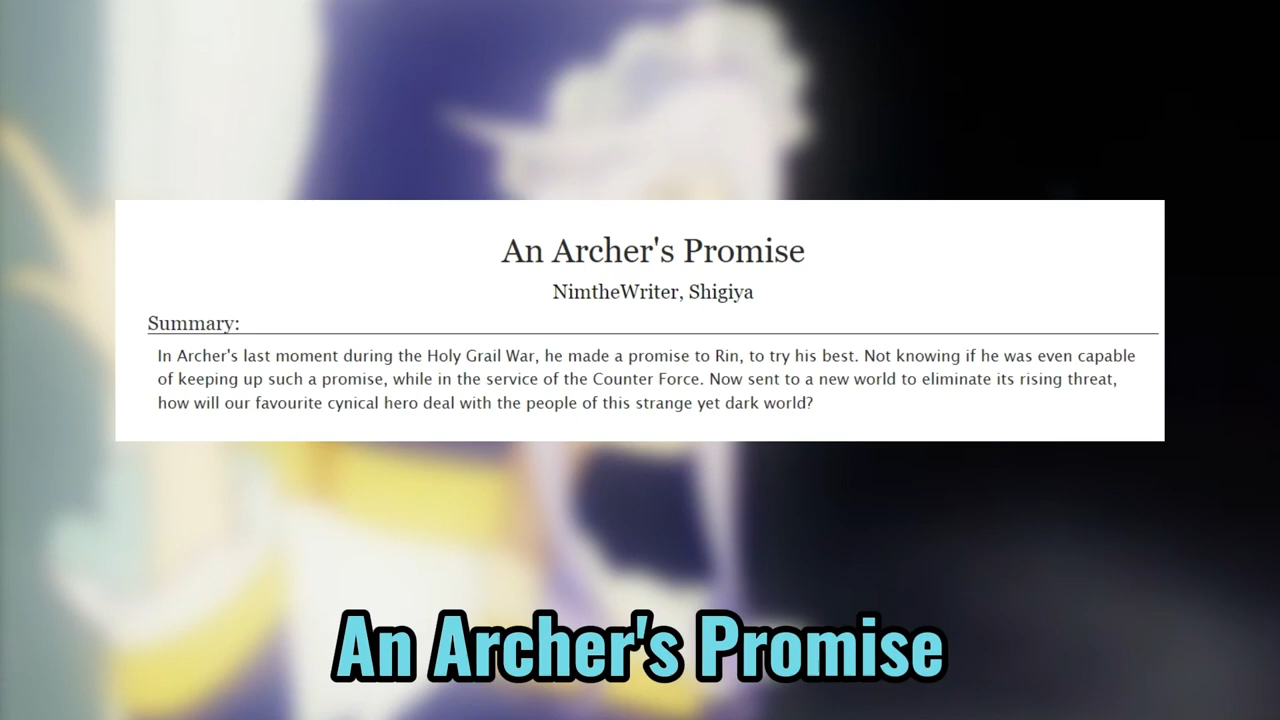 An Archer's Promise
NimtheWriter, Shigiya
Summary:
In Archer's last moment during the Holy Grail War, he made a promise to Rin, to try his best. Not knowing if he was even capable
of keeping up such a promise, while in the service of the Counter Force. Now sent to a new world to eliminate its rising threat,
how will our favourite cynical hero deal with the people of this strange yet dark world?
An Archer's Promise